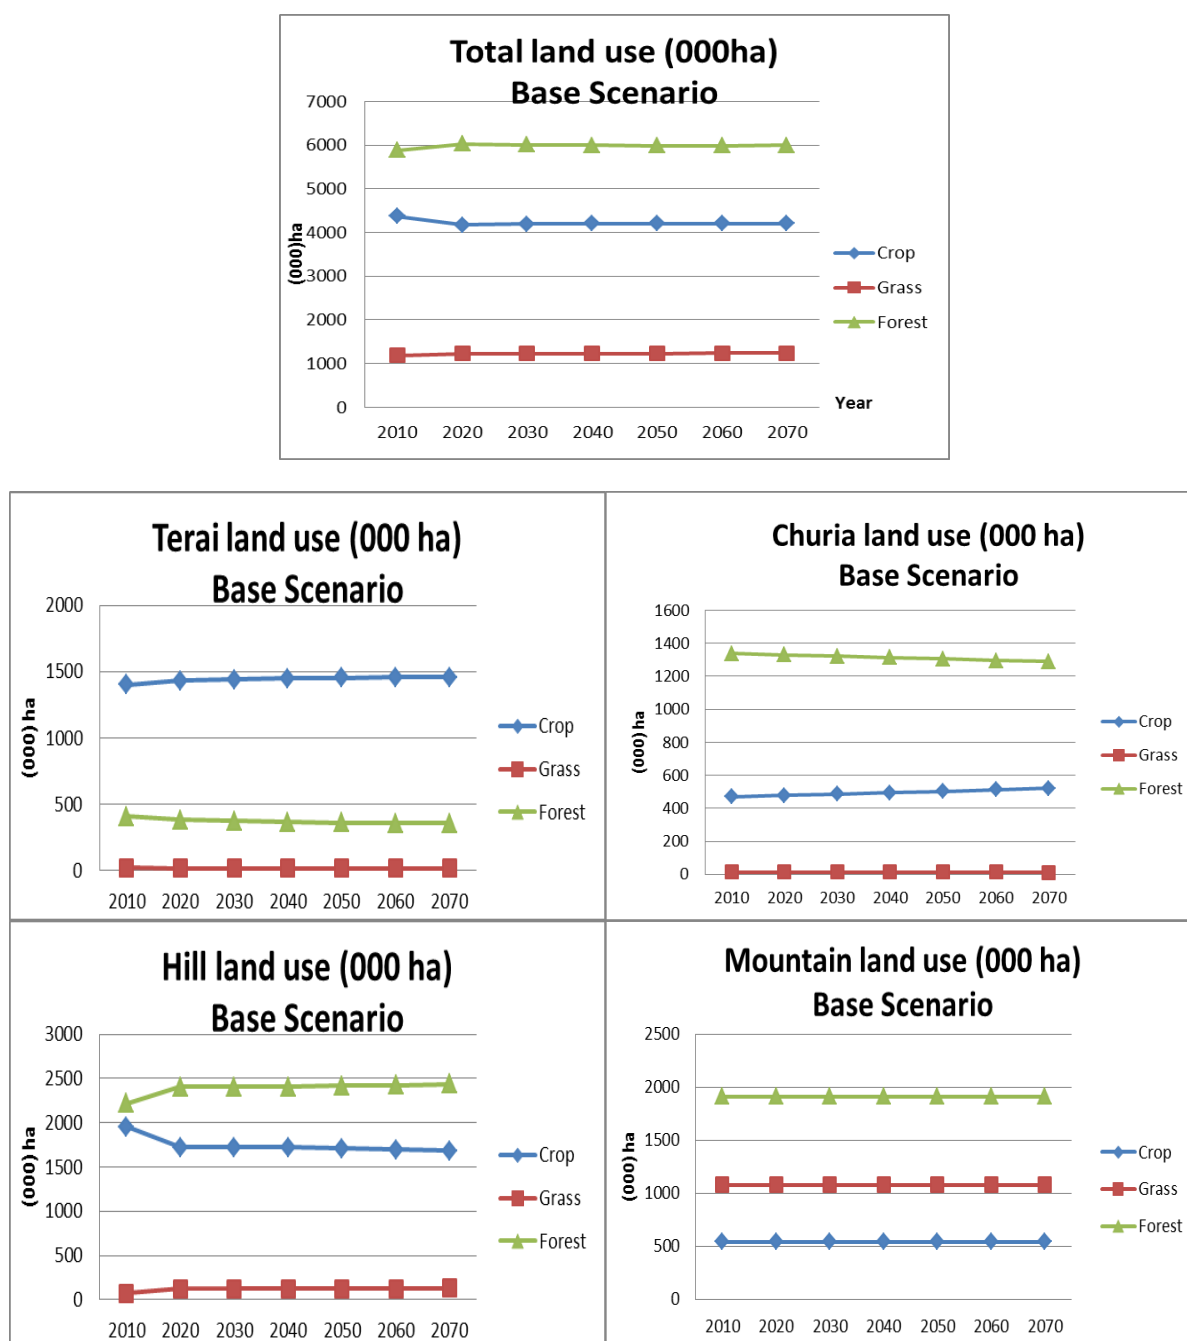 Total land use (000ha)
Base Scenario
7000
6000
5000
4000
3000
2000
1000
0
(000)ha
2010 2020 2030 2040 2050 2060 2070
Year
Crop
Grass
Forest
Terai land use (000 ha)
Base Scenario
2000
1500
1000
500
0
(000) ha
2010 2020 2030 2040 2050 2060 2070
Crop
Grass
Forest
Churia land use (000 ha)
Base Scenario
1600
1400
1200
1000
800
600
400
200
0
(000) ha
2010 2020 2030 2040 2050 2060 2070
Crop
Grass
Forest
Hill land use (000 ha)
Base Scenario
3000
2500
2000
1500
1000
500
0
(000) ha
2010 2020 2030 2040 2050 2060 2070
Crop
Grass
Forest
Mountain land use (000 ha)
Base Scenario
2500
2000
1500
1000
500
0
(000) ha
2010 2020 2030 2040 2050 2060 2070
Crop
Grass
Forest